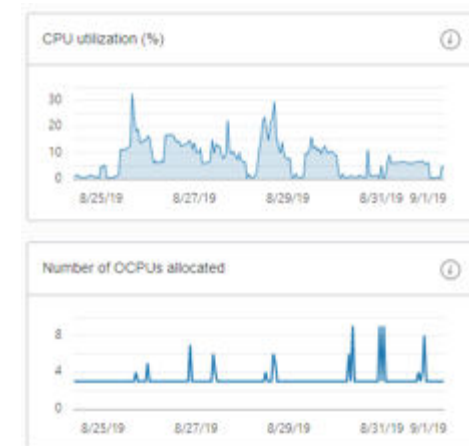 CPU utilization (%)
i
30
20
10
0
8/25/19 8/27/19 8/29/19 8/31/19 9/1/19
Number of OCPUs allocated
i
8
4
0
8/25/19 8/27/19 8/29/19 8/31/19 9/1/19